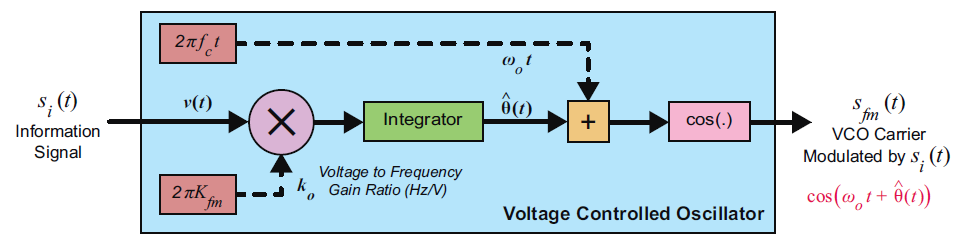 2πf_c t
ω_o t
s_i(t)
Information
Signal
v(t)
×
Integrator
θ̂(t)
+
cos(.)
s_fm(t)
VCO Carrier
Modulated by s_i(t)
cos(ω_o t + θ̂(t))
2πK_fm
k_o
Voltage to Frequency
Gain Ratio (Hz/V)
Voltage Controlled Oscillator